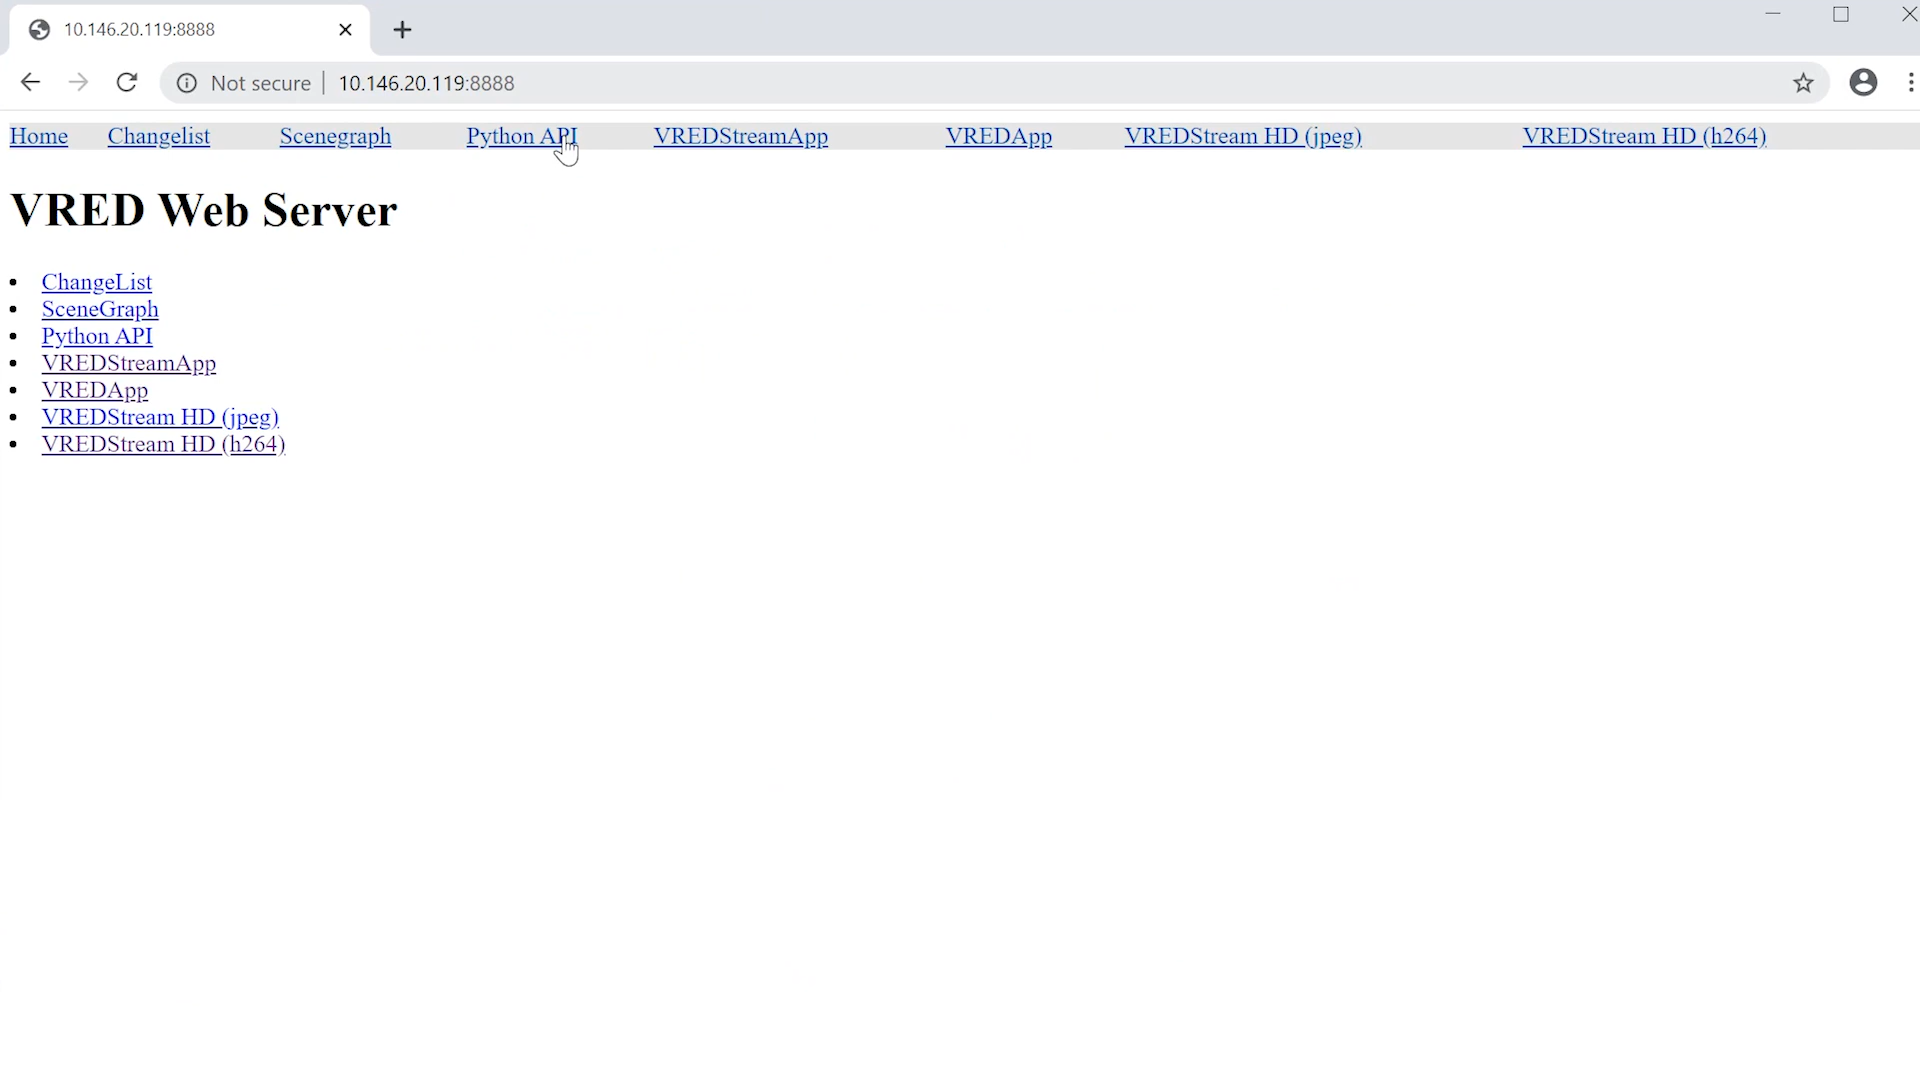 10.146.20.119:8888
Not secure | 10.146.20.119:8888
Home Changelist Scenegraph Python API VREDStreamApp VREDApp VREDStream HD (jpeg) VREDStream HD (h264)
VRED Web Server
ChangeList
SceneGraph
Python API
VREDStreamApp
VREDApp
VREDStream HD (jpeg)
VREDStream HD (h264)